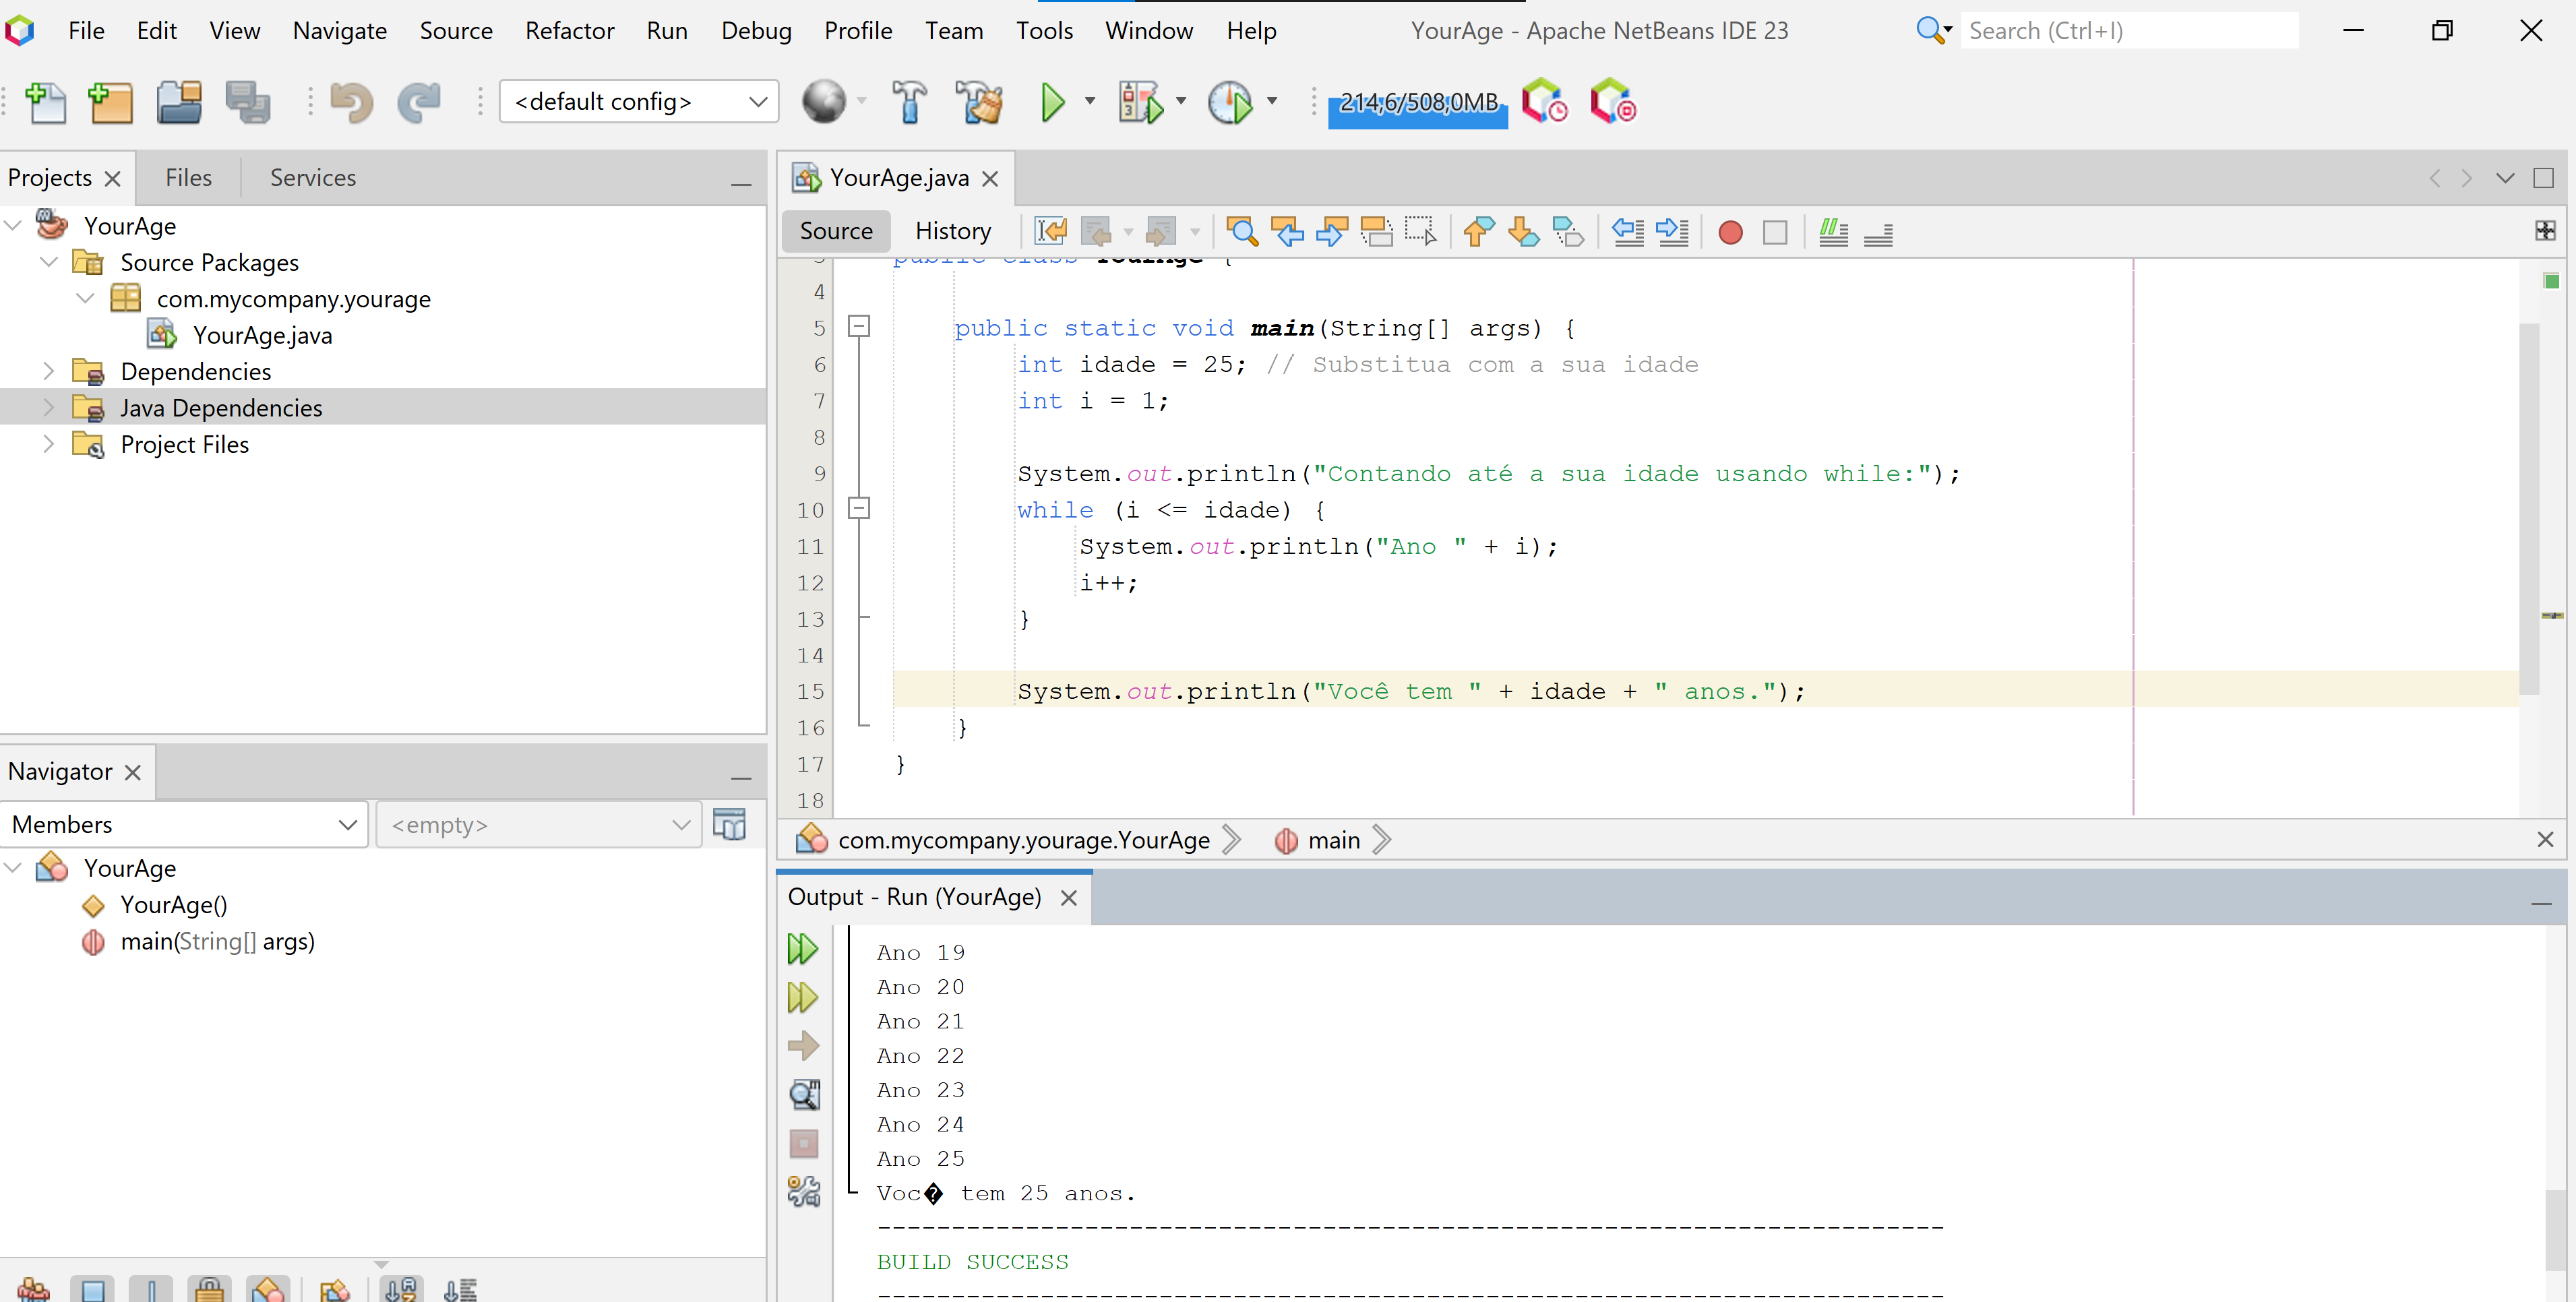 File Edit View Navigate Source Refactor Run Debug Profile Team Tools Window Help YourAge - Apache NetBeans IDE 23 Search (Ctrl+I)
<default config> 214,6/508,0MB
Projects Files Services
YourAge
Source Packages
com.mycompany.yourage
YourAge.java
Dependencies
Java Dependencies
Project Files
Navigator
Members <empty>
YourAge
YourAge()
main(String[] args)
YourAge.java
Source History
3 public class YourAge {
4
5 public static void main(String[] args) {
6 int idade = 25; // Substitua com a sua idade
7 int i = 1;
8
9 System.out.println("Contando até a sua idade usando while:");
10 while (i <= idade) {
11 System.out.println("Ano " + i);
12 i++;
13 }
14
15 System.out.println("Você tem " + idade + " anos.");
16 }
17 }
18
com.mycompany.yourage.YourAge main
Output - Run (YourAge)
Ano 19
Ano 20
Ano 21
Ano 22
Ano 23
Ano 24
Ano 25
Voc� tem 25 anos.
------------------------------------------------------------------------
BUILD SUCCESS
------------------------------------------------------------------------